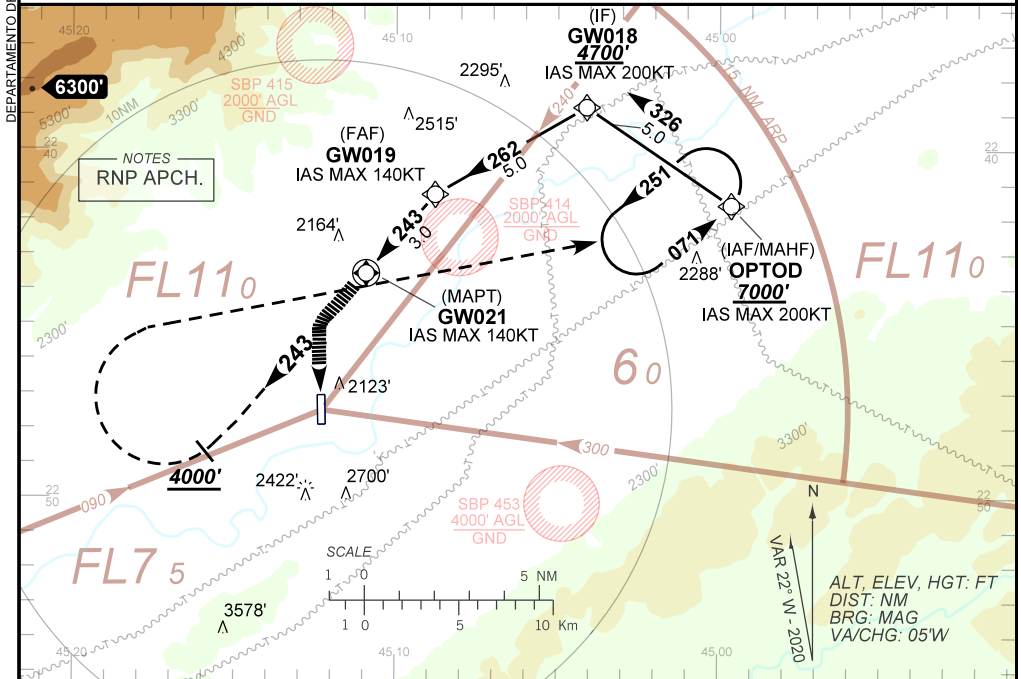 DEPARTAMENTO DE
45 20
45 10
45 00
(IF)
GW018
4700'
IAS MAX 200KT
6300'
4300'
SBP 415
2000' AGL
GND
2295'
240
15 NM ARP
5300'
10NM
3300'
2515'
326
5.0
22
40
NOTES
RNP APCH.
(FAF)
GW019
IAS MAX 140KT
262
5.0
22
40
251
2164'
243
3.0
SBP 414
2000' AGL
GND
071
2288'
(IAF/MAHF)
OPTOD
7000'
IAS MAX 200KT
FL110
FL110
(MAPT)
GW021
IAS MAX 140KT
2300'
243
2123'
60
300
3300'
4000'
090
2422'
2700'
2300'
22
50
22
50
SBP 453
4000' AGL
GND
N
VAR 22° W - 2020
FL75
SCALE
1 0 5 NM
1 0 5 10 Km
ALT, ELEV, HGT: FT
DIST: NM
BRG: MAG
VA/CHG: 05'W
3578'
45 20
45 10
45 00